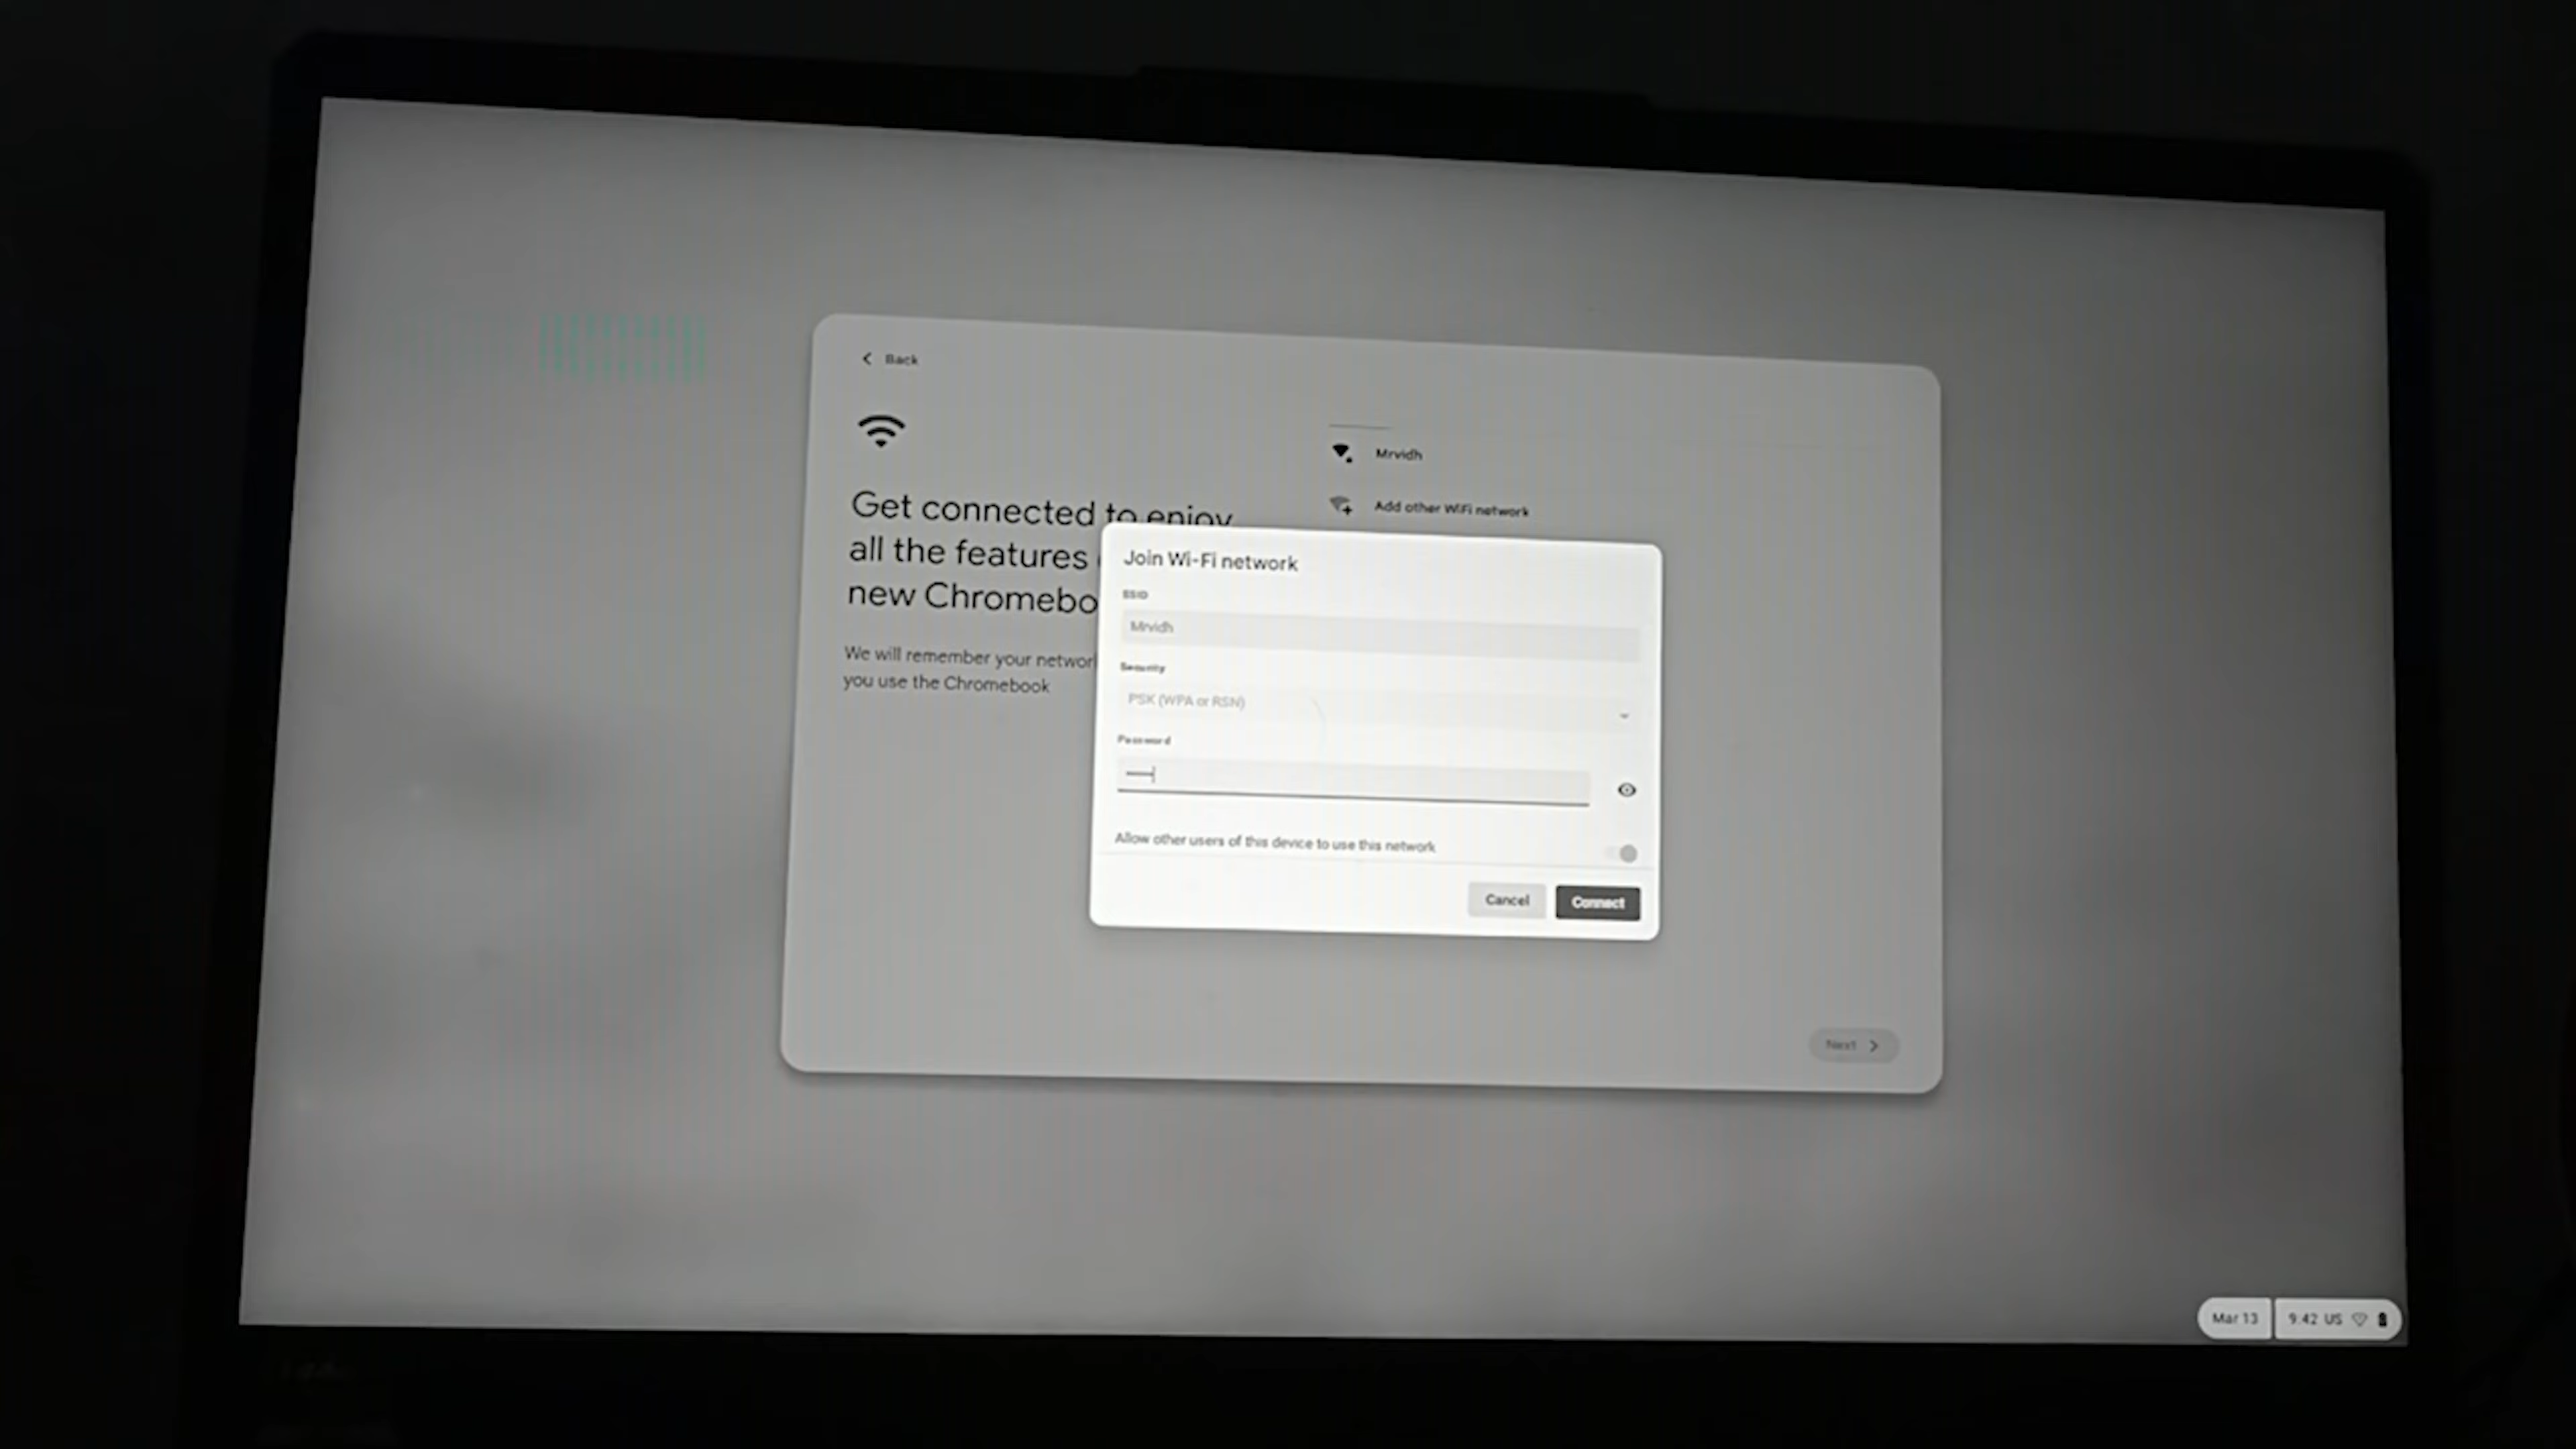 Back
Mrvidh
Add other WiFi network
Get connected to enjoy
all the features
new Chromebo
We will remember your network
you use the Chromebook
Join Wi-Fi network
SSID
Mrvidh
Security
PSK (WPA or RSN)
Password
Allow other users of this device to use this network
Cancel
Connect
Next
Mar 13
9:42 US